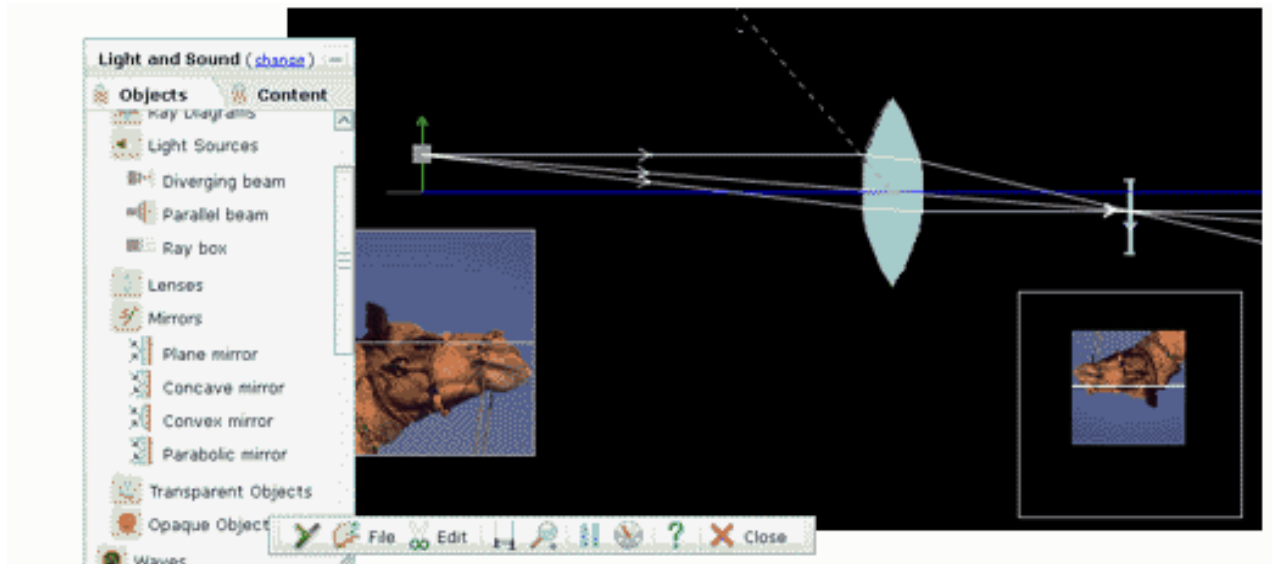 Light and Sound (change)
Objects Content
Ray Diagrams
Light Sources
Diverging beam
Parallel beam
Ray box
Lenses
Mirrors
Plane mirror
Concave mirror
Convex mirror
Parabolic mirror
Transparent Objects
Opaque Object
Waves
File Edit ? Close